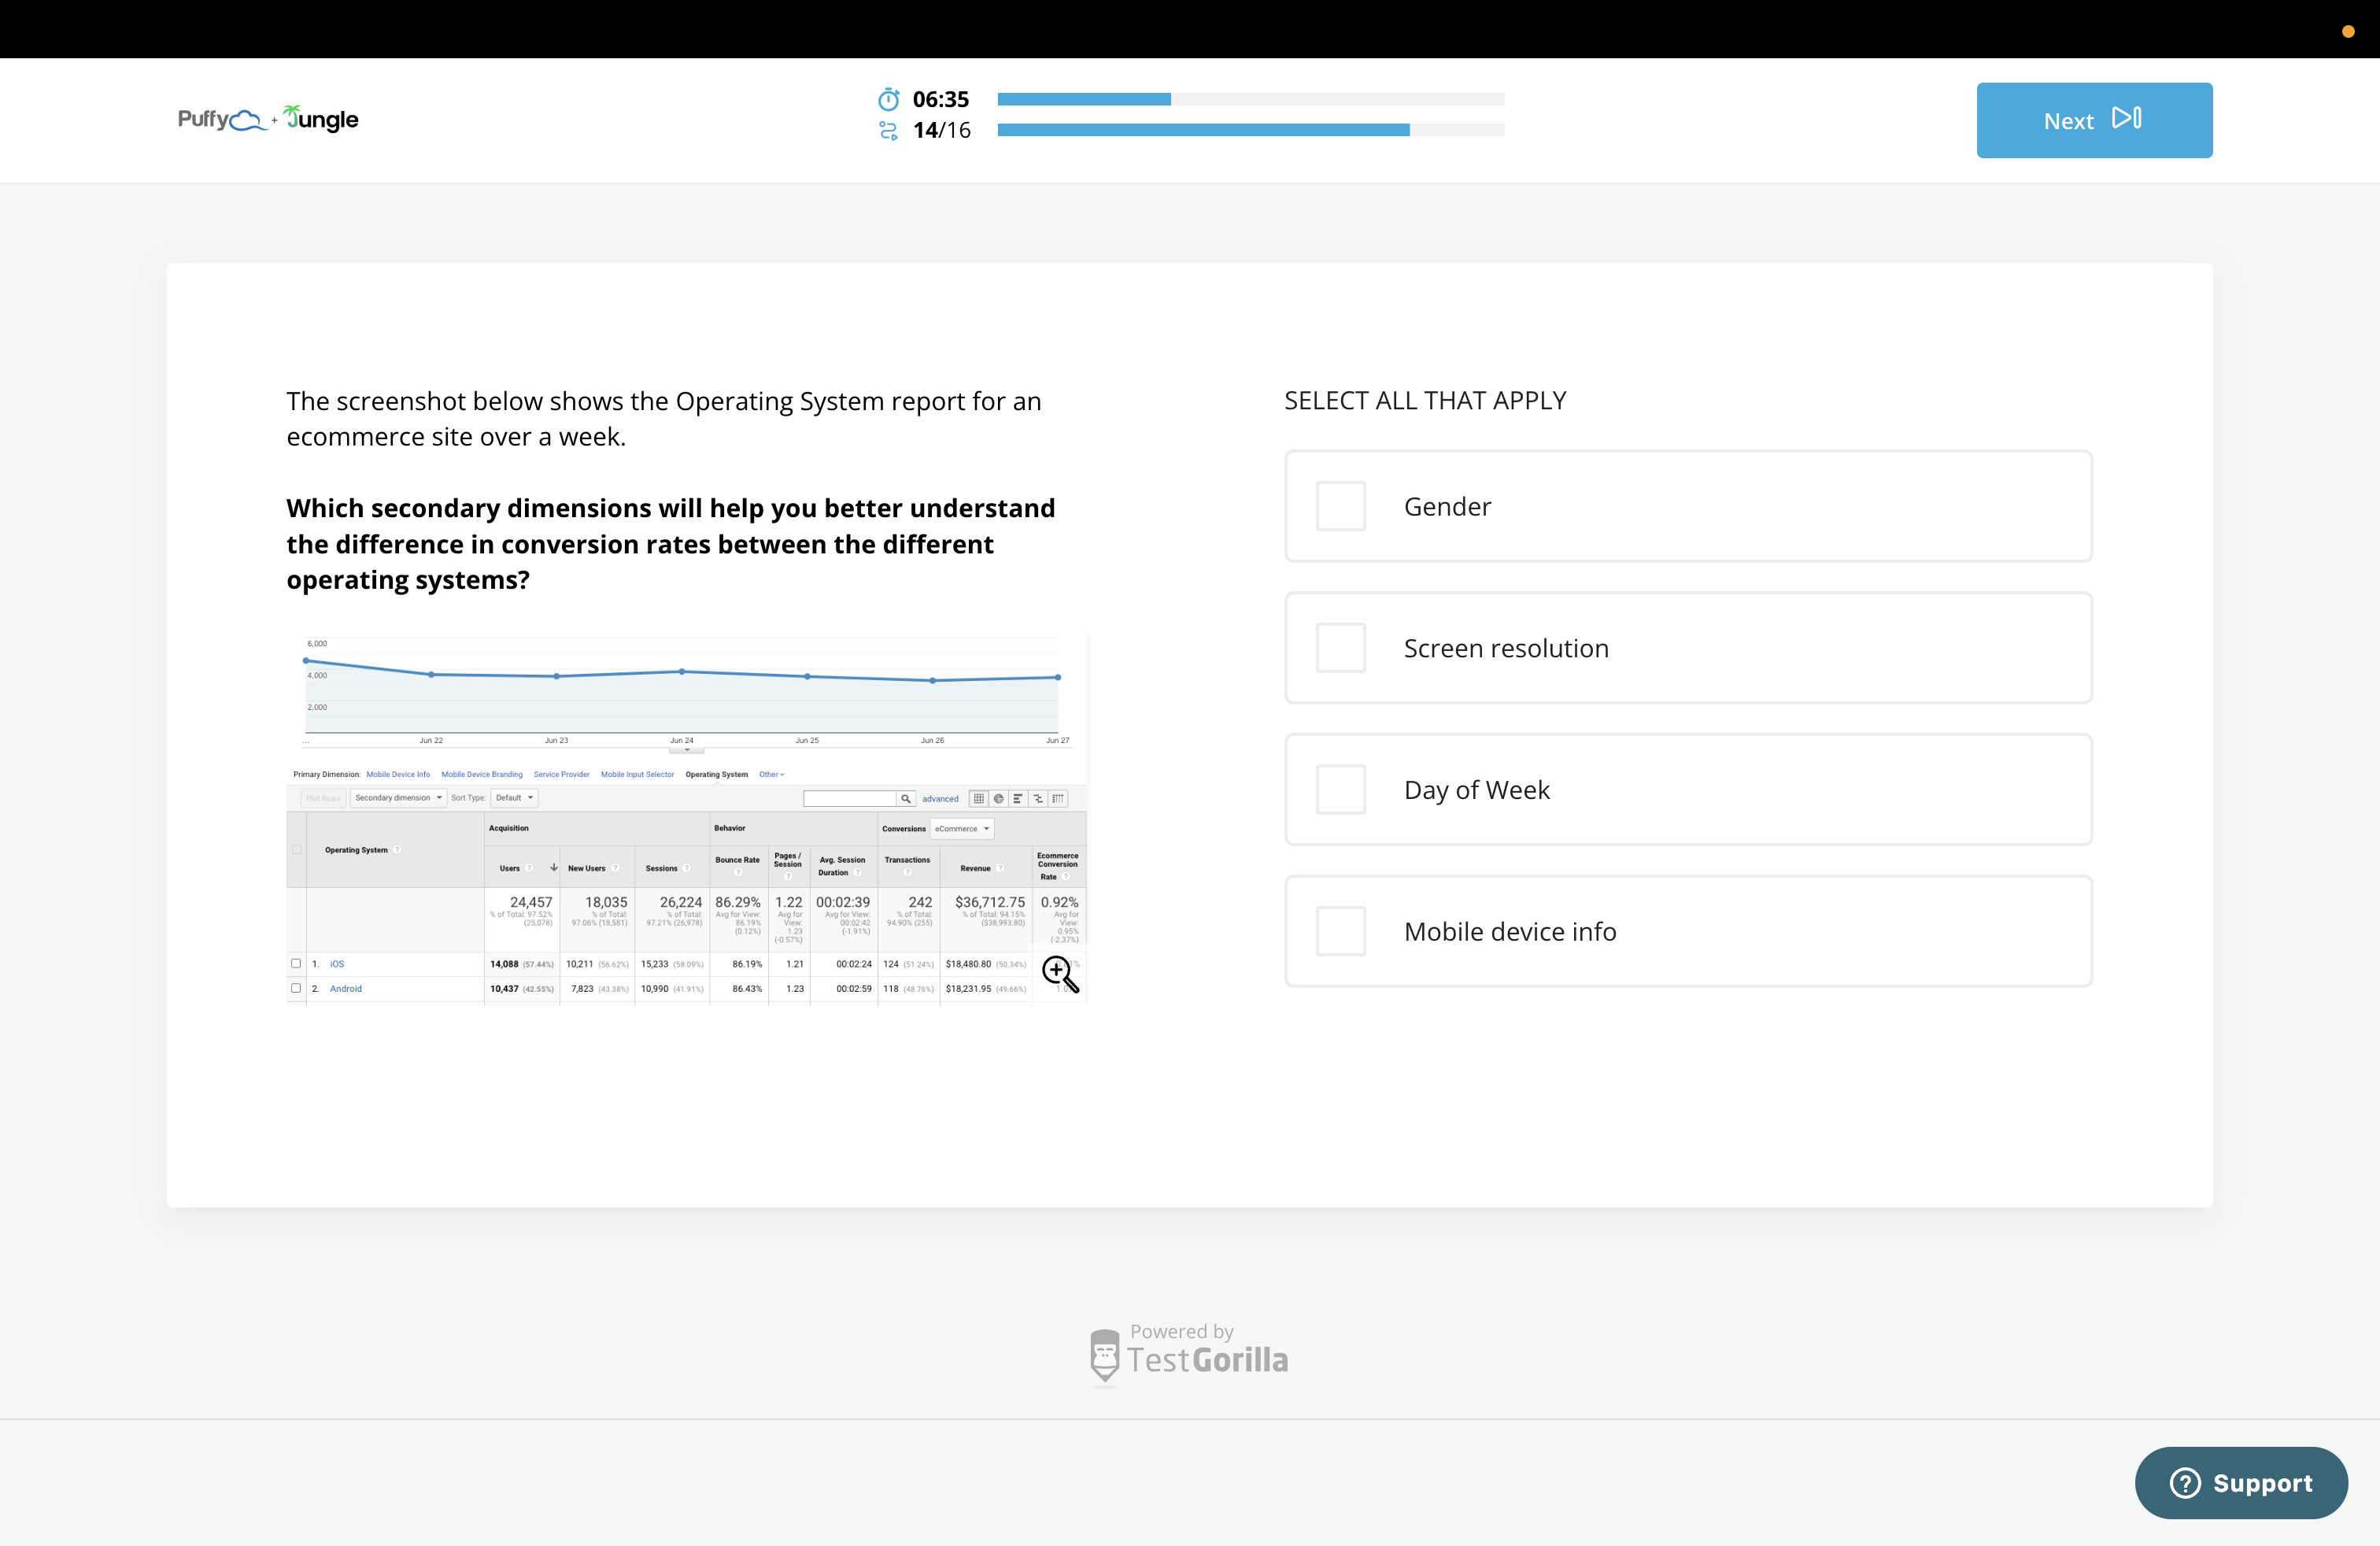 Puffy + Jungle
06:35
14/16
Next
The screenshot below shows the Operating System report for an
ecommerce site over a week.
Which secondary dimensions will help you better understand
the difference in conversion rates between the different
operating systems?
6,000
4,000
2,000
... Jun 22 Jun 23 Jun 24 Jun 25 Jun 26 Jun 27
Primary Dimension: Mobile Device Info Mobile Device Branding Service Provider Mobile Input Selector Operating System Other
Plot Rows Secondary dimension Sort Type: Default advanced
Operating System ?
Acquisition
Behavior
Conversions eCommerce
Users ?
New Users ?
Sessions ?
Bounce Rate ?
Pages / Session ?
Avg. Session Duration ?
Transactions ?
Revenue ?
Ecommerce Conversion Rate ?
24,457
% of Total: 97.52%
(25,078)
18,035
% of Total:
97.06% (18,581)
26,224
% of Total:
97.21% (26,978)
86.29%
Avg for View:
86.19%
(0.12%)
1.22
Avg for
View:
1.23
(-0.57%)
00:02:39
Avg for View:
00:02:42
(-1.91%)
242
% of Total:
94.90% (255)
$36,712.75
% of Total: 94.15%
($38,993.80)
0.92%
Avg for
View:
0.95%
(-2.37%)
1. iOS 14,088 (57.44%) 10,211 (56.62%) 15,233 (58.09%) 86.19% 1.21 00:02:24 124 (51.24%) $18,480.80 (50.34%)
2. Android 10,437 (42.55%) 7,823 (43.38%) 10,990 (41.91%) 86.43% 1.23 00:02:59 118 (48.76%) $18,231.95 (49.66%)
SELECT ALL THAT APPLY
Gender
Screen resolution
Day of Week
Mobile device info
Powered by
TestGorilla
Support